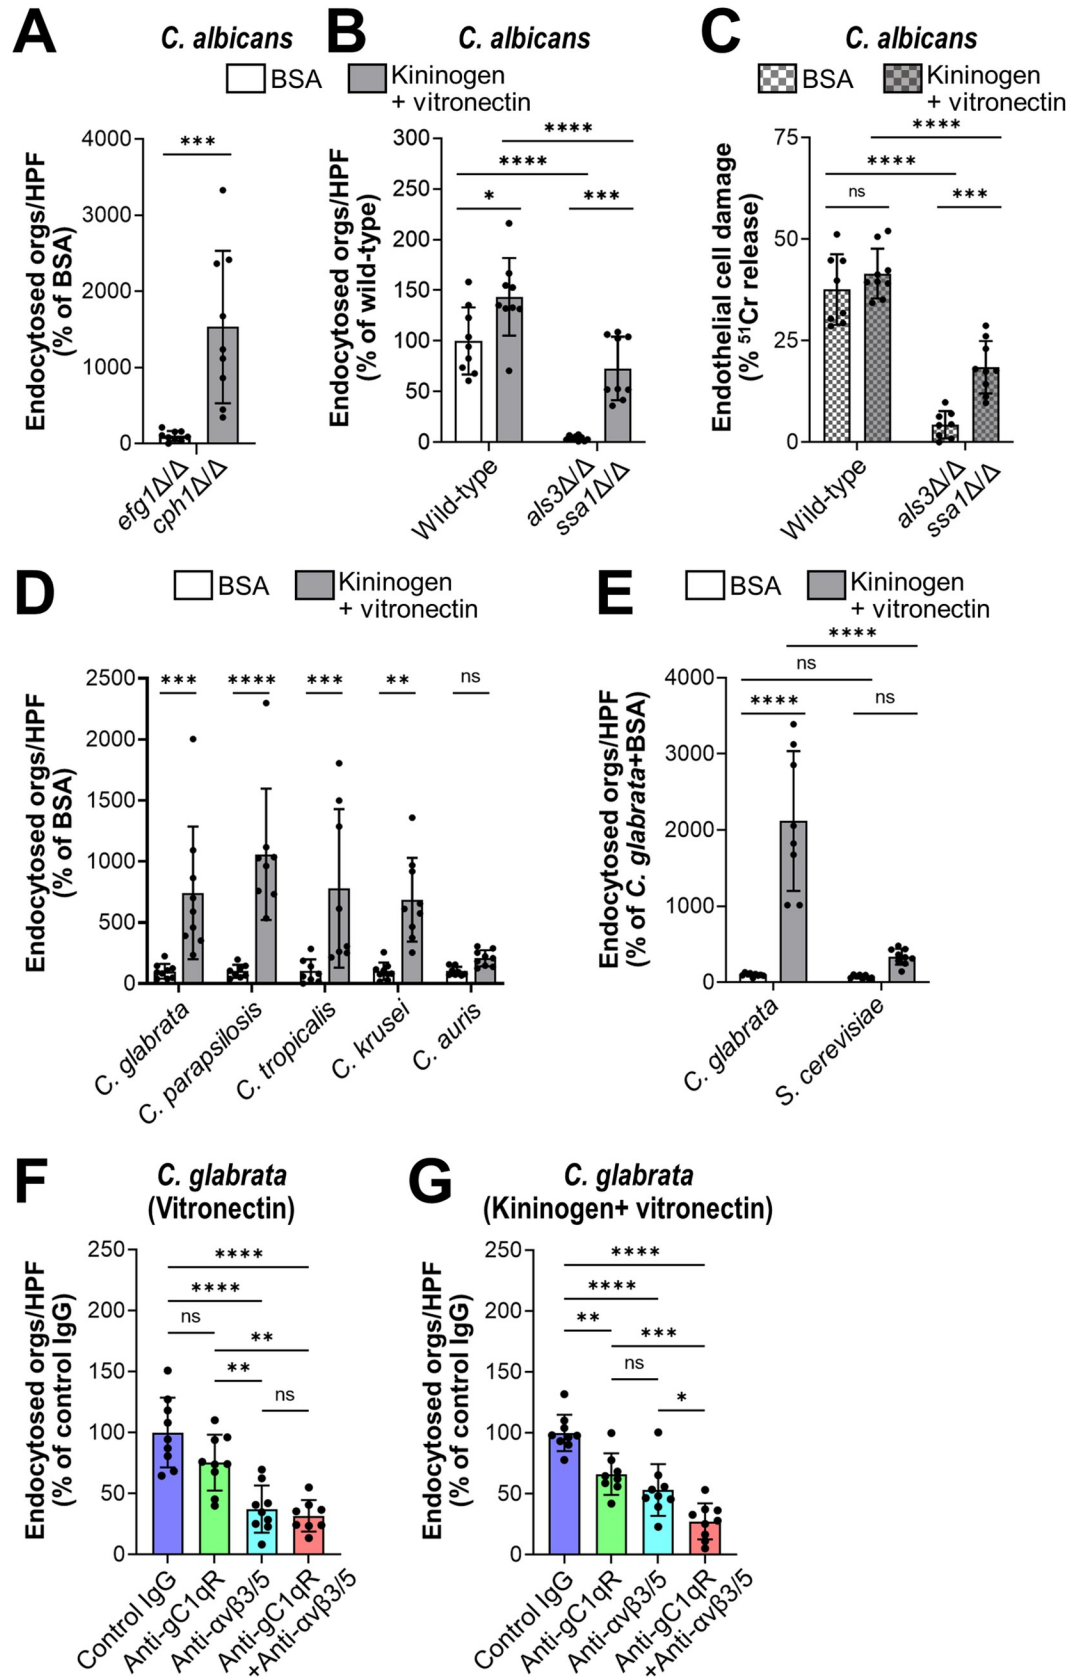 A
C. albicans
B
C. albicans
C
C. albicans
BSA
Kininogen
+ vitronectin
BSA
Kininogen
+ vitronectin
Endocytosed orgs/HPF
(% of BSA)
4000
3000
2000
1000
0
***
efg1Δ/Δ
cph1Δ/Δ
Endocytosed orgs/HPF
(% of wild-type)
300
250
200
150
100
50
0
****
****
*
***
Wild-type
als3Δ/Δ
ssa1Δ/Δ
Endothelial cell damage
(% ⁵¹Cr release)
75
50
25
0
****
****
ns
***
Wild-type
als3Δ/Δ
ssa1Δ/Δ
D
BSA
Kininogen
+ vitronectin
Endocytosed orgs/HPF
(% of BSA)
2500
2000
1500
1000
500
0
***
****
***
**
ns
C. glabrata
C. parapsilosis
C. tropicalis
C. krusei
C. auris
E
BSA
Kininogen
+ vitronectin
Endocytosed orgs/HPF
(% of C. glabrata+BSA)
4000
3000
2000
1000
0
****
ns
****
ns
C. glabrata
S. cerevisiae
F
C. glabrata
(Vitronectin)
Endocytosed orgs/HPF
(% of control IgG)
250
200
150
100
50
0
****
****
ns
**
**
ns
Control IgG
Anti-gC1qR
Anti-αvβ3/5
Anti-gC1qR
+Anti-αvβ3/5
G
C. glabrata
(Kininogen+ vitronectin)
Endocytosed orgs/HPF
(% of control IgG)
250
200
150
100
50
0
****
****
**
***
ns
*
Control IgG
Anti-gC1qR
Anti-αvβ3/5
Anti-gC1qR
+Anti-αvβ3/5